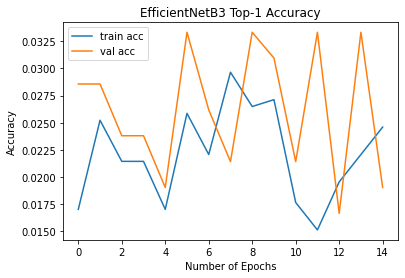 EfficientNetB3 Top-1 Accuracy
train acc
val acc
0.0325
0.0300
0.0275
0.0250
0.0225
0.0200
0.0175
0.0150
Accuracy
0 2 4 6 8 10 12 14
Number of Epochs